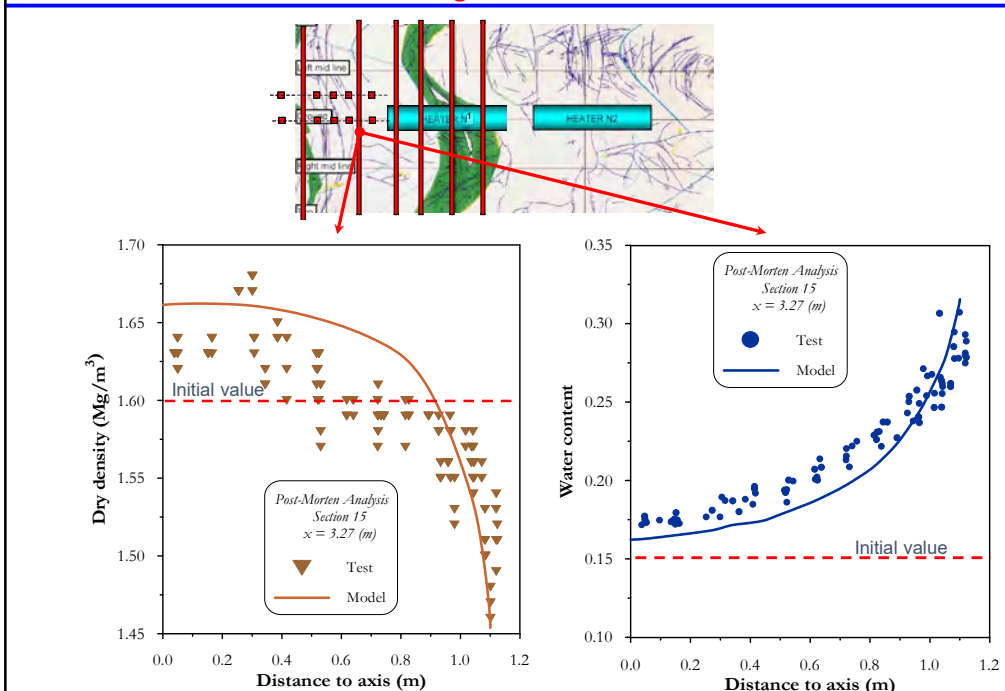 Left mid line
HEATER N1
HEATER N2
Right mid line
1.70
1.65
1.60
1.55
1.50
1.45
Dry density (Mg/m³)
Initial value
Post-Morten Analysis
Section 15
x = 3.27 (m)
Test
Model
0.0 0.2 0.4 0.6 0.8 1.0 1.2
Distance to axis (m)
0.35
0.30
0.25
0.20
0.15
0.10
Water content
Post-Morten Analysis
Section 15
x = 3.27 (m)
Test
Model
Initial value
0.0 0.2 0.4 0.6 0.8 1.0 1.2
Distance to axis (m)